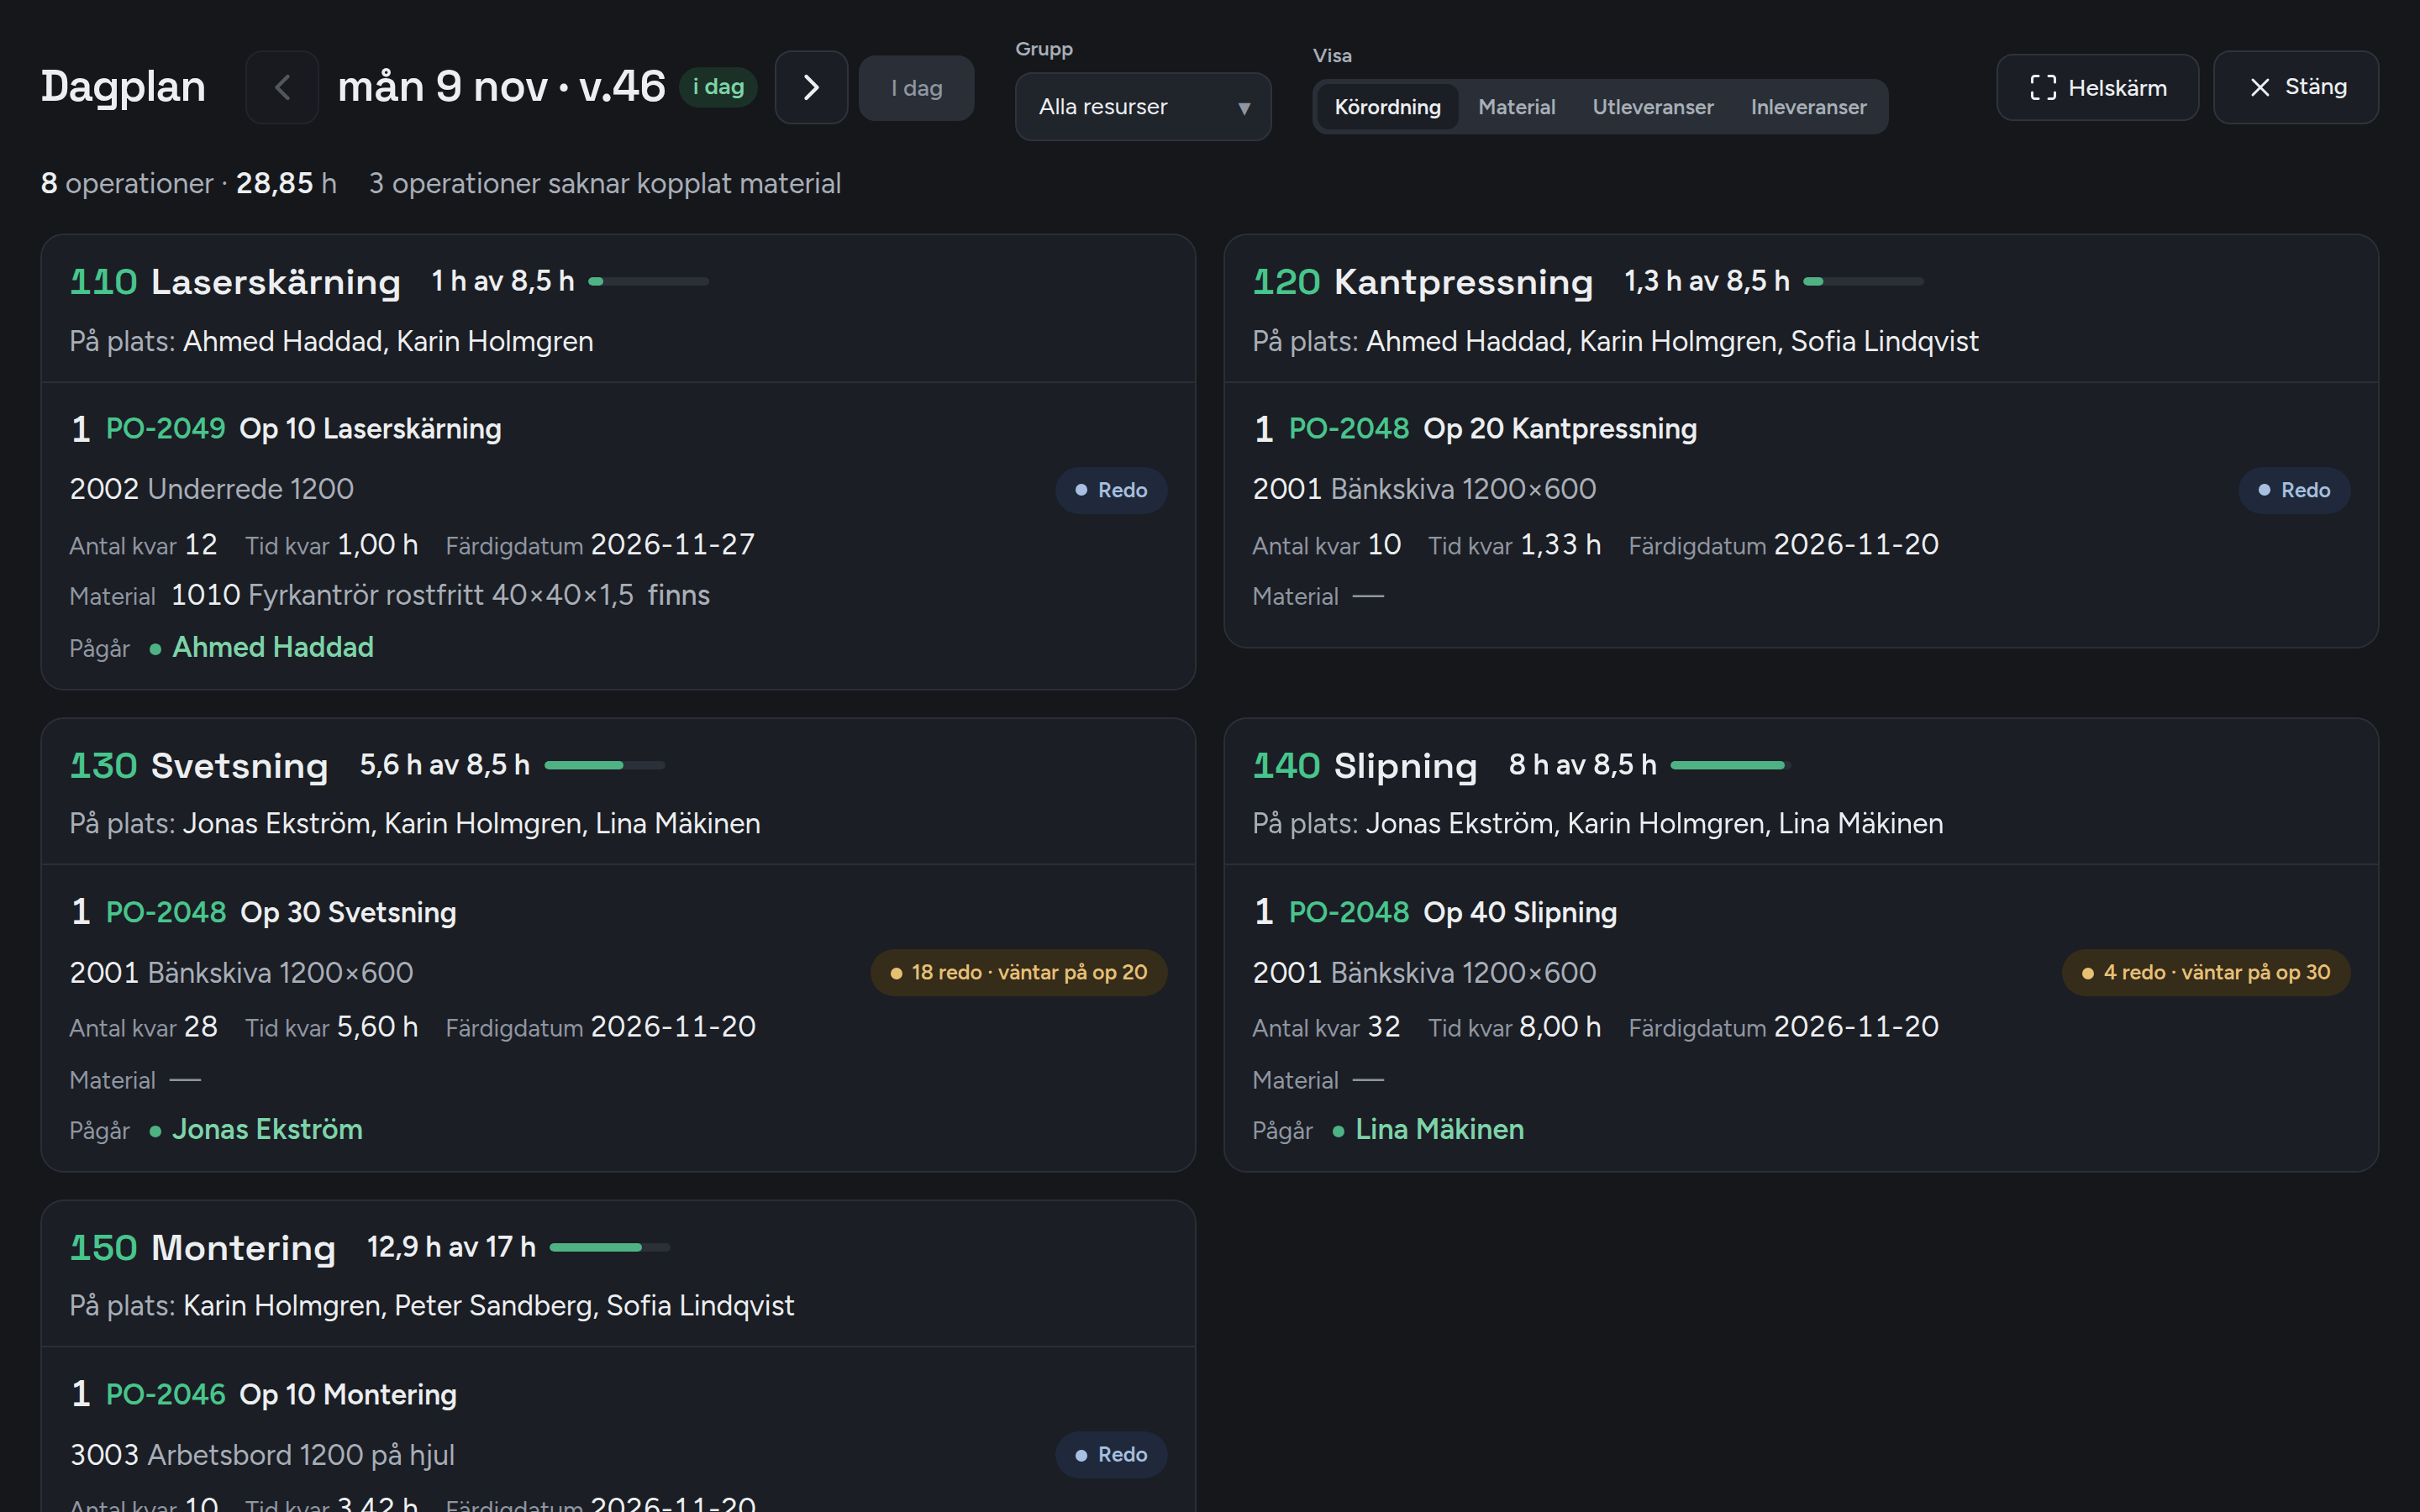 Dagplan mån 9 nov · v.46 i dag I dag
Grupp
Alla resurser
Visa
Körordning Material Utleveranser Inleveranser
Helskärm Stäng
8 operationer · 28,85 h 3 operationer saknar kopplat material
110 Laserskärning 1 h av 8,5 h
På plats: Ahmed Haddad, Karin Holmgren
1 PO-2049 Op 10 Laserskärning
2002 Underrede 1200 Redo
Antal kvar 12 Tid kvar 1,00 h Färdigdatum 2026-11-27
Material 1010 Fyrkantrör rostfritt 40×40×1,5 finns
Pågår Ahmed Haddad
120 Kantpressning 1,3 h av 8,5 h
På plats: Ahmed Haddad, Karin Holmgren, Sofia Lindqvist
1 PO-2048 Op 20 Kantpressning
2001 Bänkskiva 1200×600 Redo
Antal kvar 10 Tid kvar 1,33 h Färdigdatum 2026-11-20
Material —
130 Svetsning 5,6 h av 8,5 h
På plats: Jonas Ekström, Karin Holmgren, Lina Mäkinen
1 PO-2048 Op 30 Svetsning
2001 Bänkskiva 1200×600 18 redo · väntar på op 20
Antal kvar 28 Tid kvar 5,60 h Färdigdatum 2026-11-20
Material —
Pågår Jonas Ekström
140 Slipning 8 h av 8,5 h
På plats: Jonas Ekström, Karin Holmgren, Lina Mäkinen
1 PO-2048 Op 40 Slipning
2001 Bänkskiva 1200×600 4 redo · väntar på op 30
Antal kvar 32 Tid kvar 8,00 h Färdigdatum 2026-11-20
Material —
Pågår Lina Mäkinen
150 Montering 12,9 h av 17 h
På plats: Karin Holmgren, Peter Sandberg, Sofia Lindqvist
1 PO-2046 Op 10 Montering
3003 Arbetsbord 1200 på hjul Redo
Antal kvar 10 Tid kvar 3,42 h Färdigdatum 2026-11-20